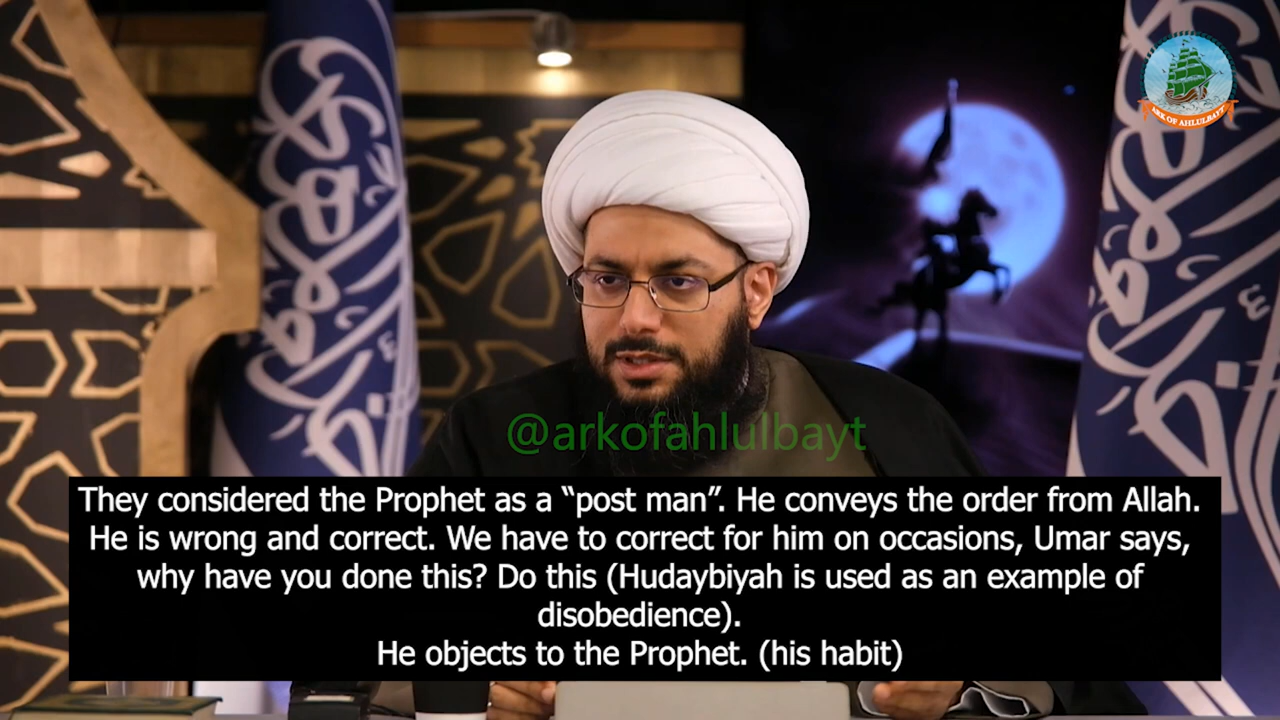 ARK OF AHLULBAYT
@arkofahlulbayt
They considered the Prophet as a “post man”. He conveys the order from Allah.
He is wrong and correct. We have to correct for him on occasions, Umar says,
why have you done this? Do this (Hudaybiyah is used as an example of
disobedience).
He objects to the Prophet. (his habit)